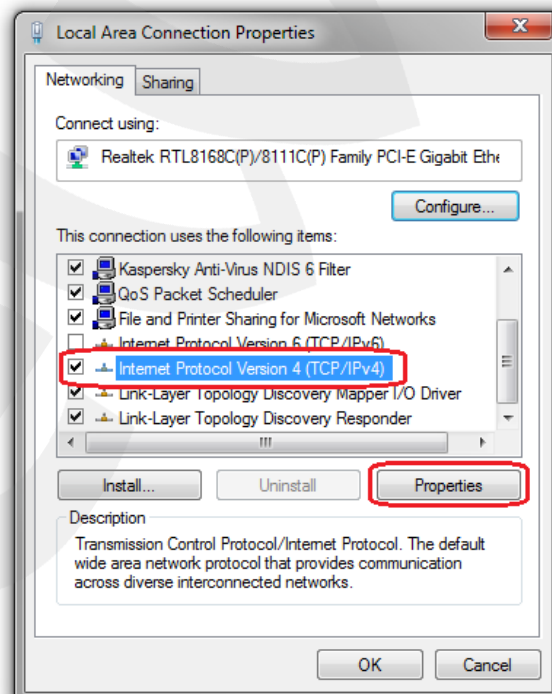 Local Area Connection Properties
Networking
Sharing
Connect using:
Realtek RTL8168C(P)/8111C(P) Family PCI-E Gigabit Ethe
Configure...
This connection uses the following items:
Kaspersky Anti-Virus NDIS 6 Filter
QoS Packet Scheduler
File and Printer Sharing for Microsoft Networks
Internet Protocol Version 6 (TCP/IPv6)
Internet Protocol Version 4 (TCP/IPv4)
Link-Layer Topology Discovery Mapper I/O Driver
Link-Layer Topology Discovery Responder
Install...
Uninstall
Properties
Description
Transmission Control Protocol/Internet Protocol. The default
wide area network protocol that provides communication
across diverse interconnected networks.
OK
Cancel